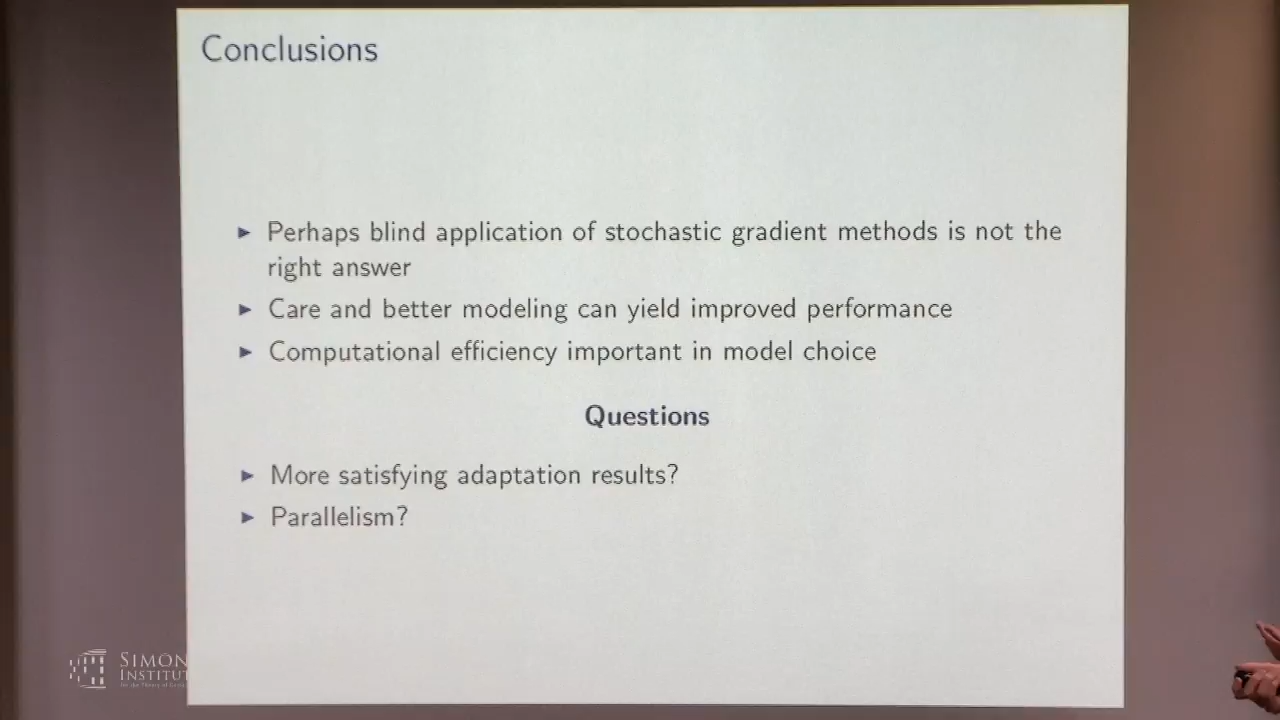 Conclusions
▶ Perhaps blind application of stochastic gradient methods is not the
right answer
▶ Care and better modeling can yield improved performance
▶ Computational efficiency important in model choice
Questions
▶ More satisfying adaptation results?
▶ Parallelism?
SIMON
INSTITUT